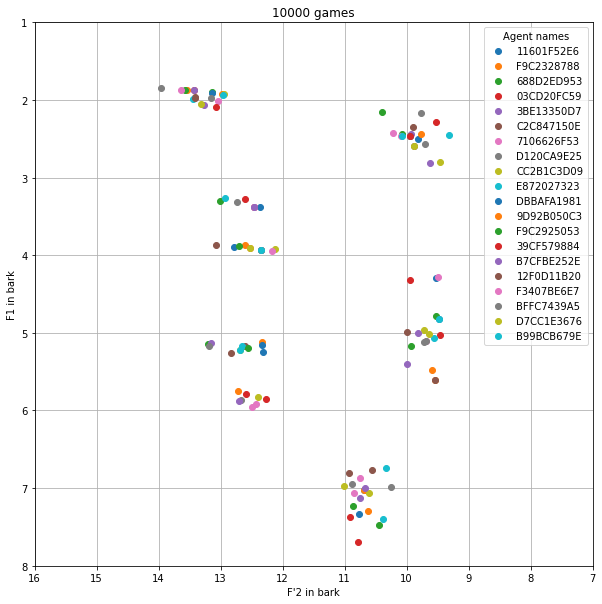 10000 games
Agent names
11601F52E6
F9C2328788
688D2ED953
03CD20FC59
3BE13350D7
C2C847150E
7106626F53
D120CA9E25
CC2B1C3D09
E872027323
DBBAFA1981
9D92B050C3
F9C2925053
39CF579884
B7CFBE252E
12F0D11B20
F3407BE6E7
BFFC7439A5
D7CC1E3676
B99BCB679E
F1 in bark
1
2
3
4
5
6
7
8
16 15 14 13 12 11 10 9 8 7
F'2 in bark